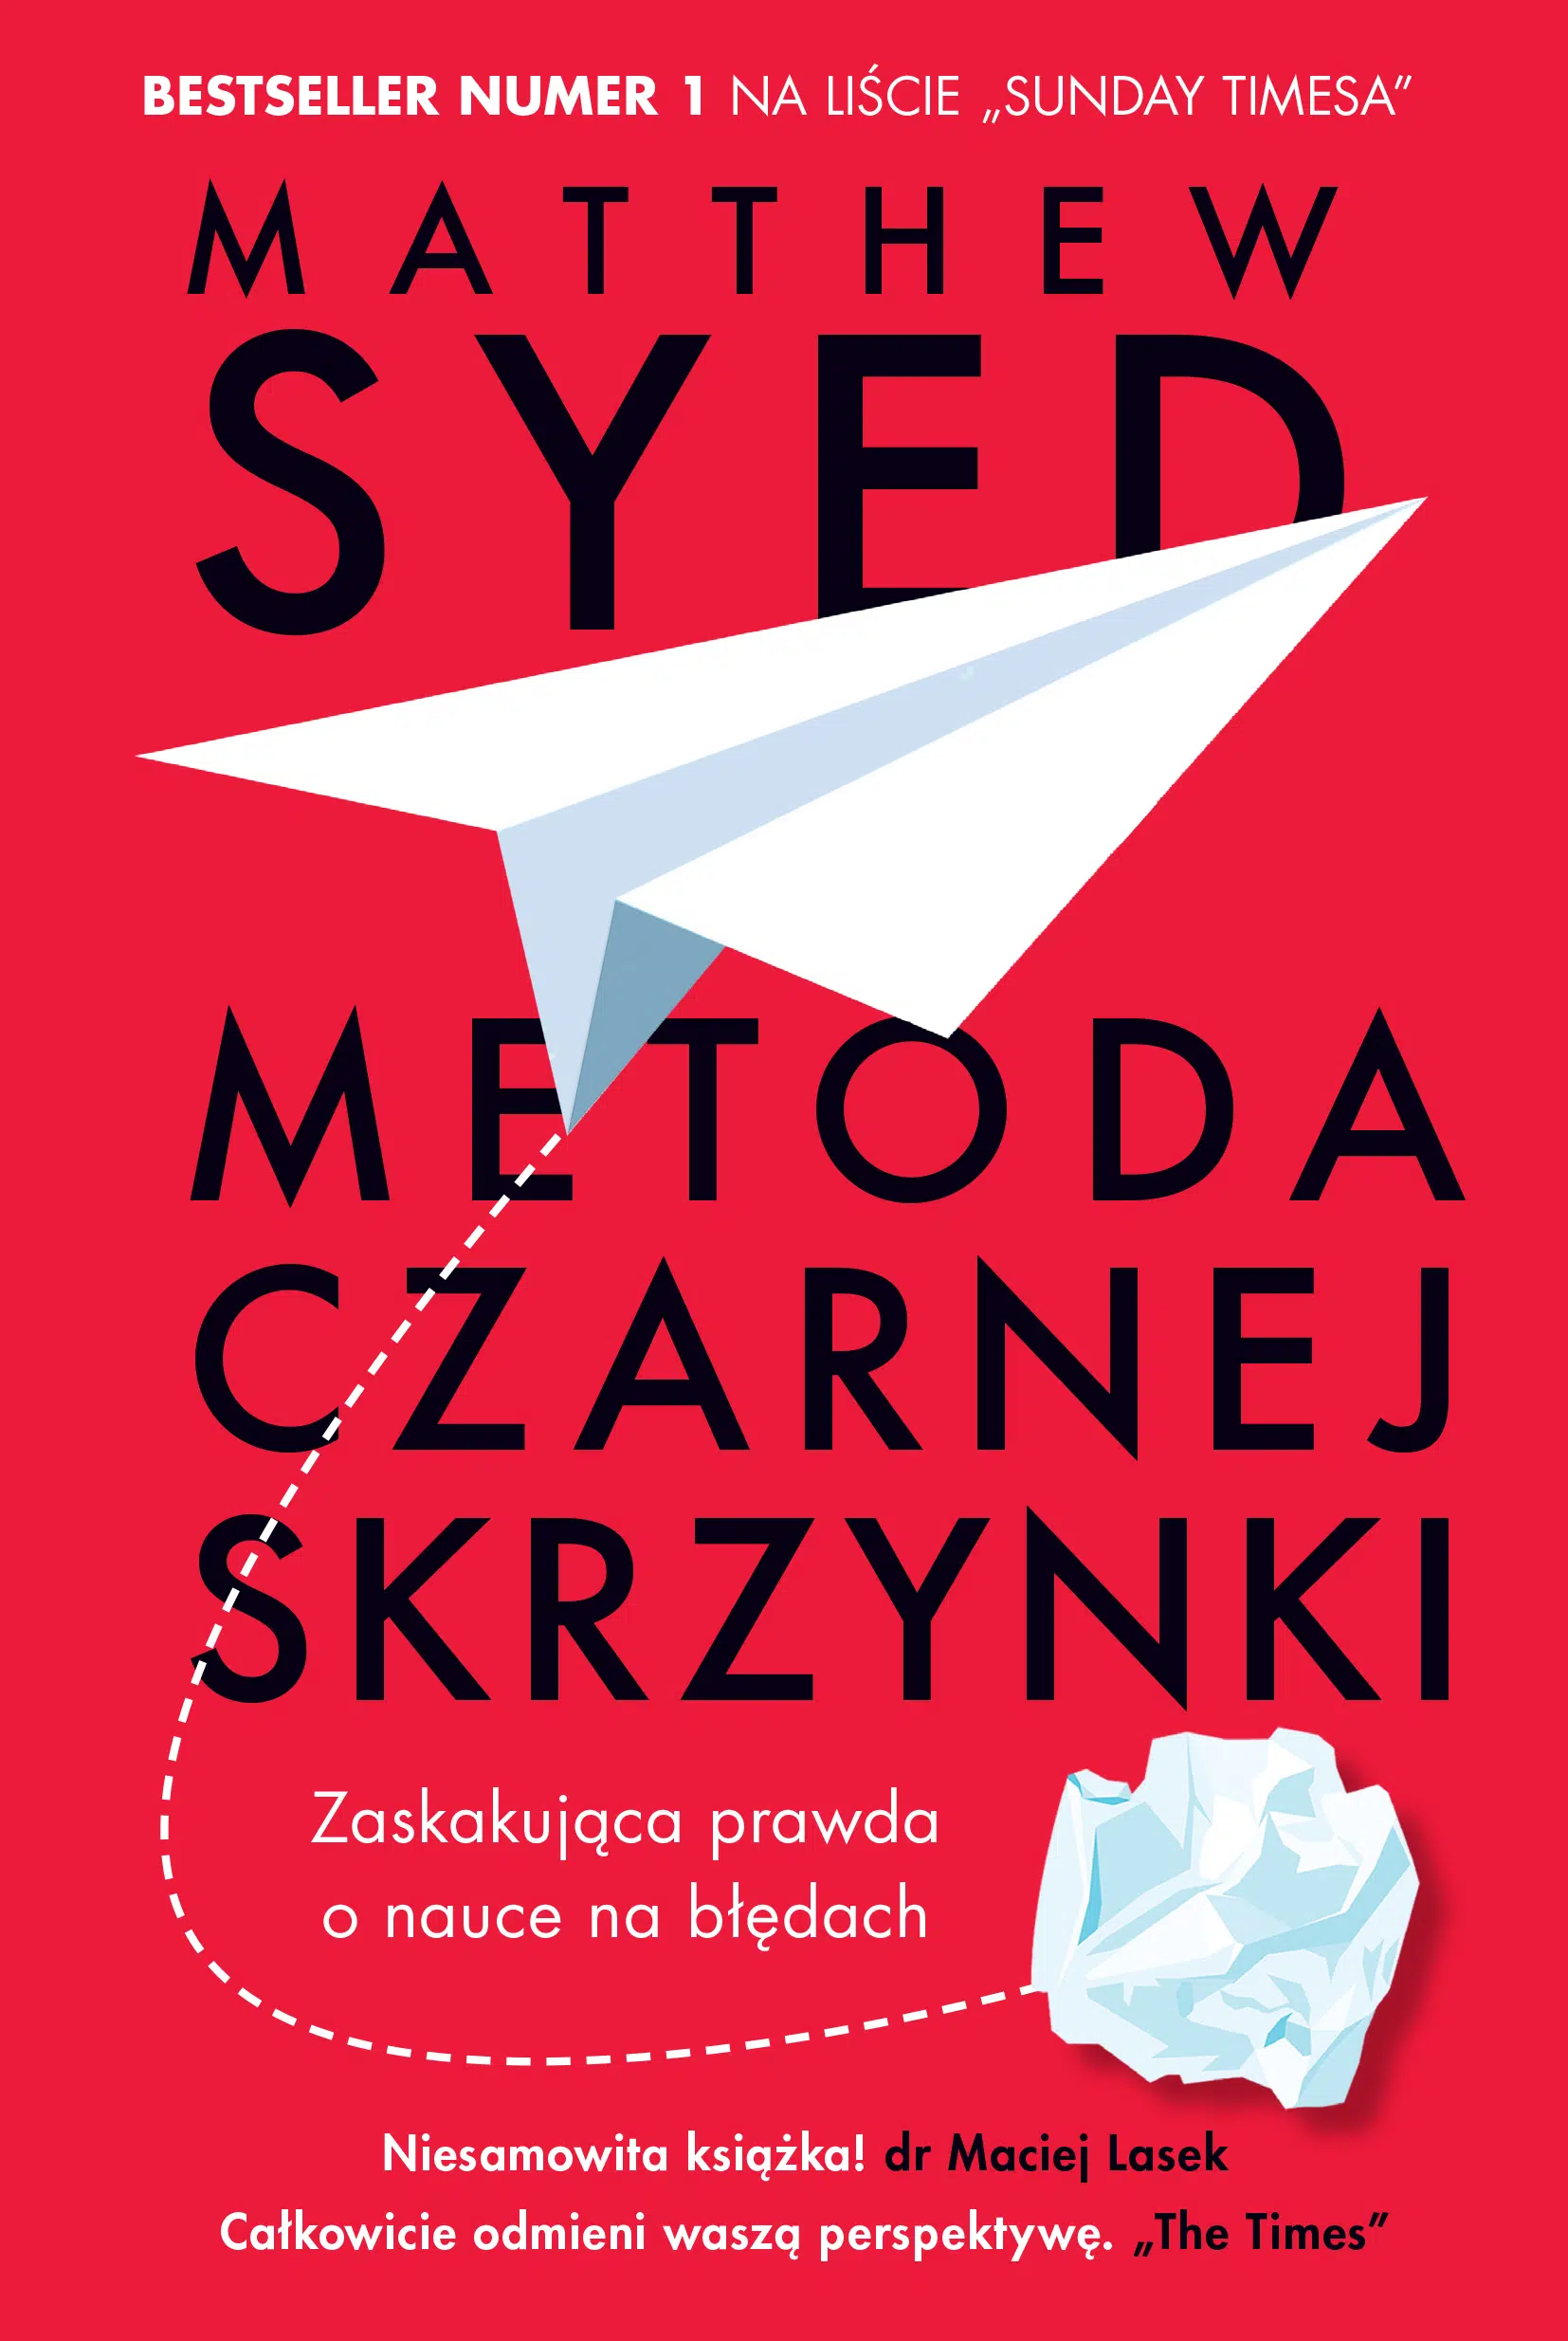 BESTSELLER NUMER 1 NA LIŚCIE „SUNDAY TIMESA”
MATTHEW
SYED
METODA
CZARNEJ
SKRZYNKI
Zaskakująca prawda
o nauce na błędach
Niesamowita książka! dr Maciej Lasek
Całkowicie odmieni waszą perspektywę. „The Times”